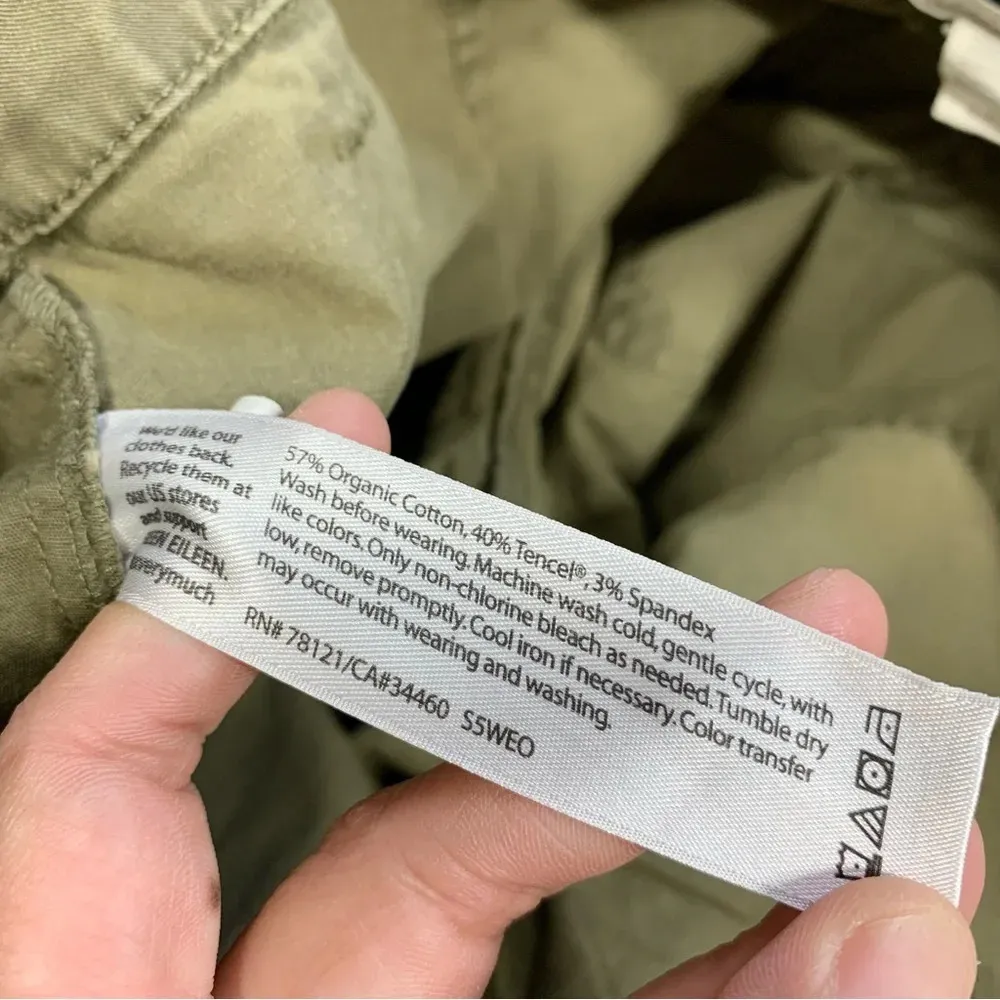 we'd like our
clothes back.
Recycle them at
our US stores
and support
EILEEN.
verymuch
57% Organic Cotton, 40% Tencel®, 3% Spandex
Wash before wearing. Machine wash cold, gentle cycle, with
like colors. Only non-chlorine bleach as needed. Tumble dry
low, remove promptly. Cool iron if necessary. Color transfer
may occur with wearing and washing.
RN# 78121/CA#34460 S5WEO